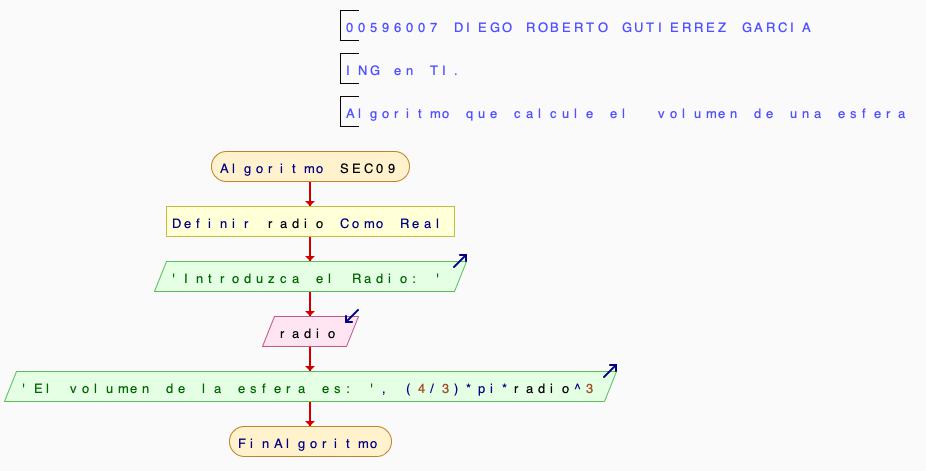 00596007 DIEGO ROBERTO GUTIERREZ GARCIA
ING en TI.
Algoritmo que calcule el volumen de una esfera
Algoritmo SEC09
Definir radio Como Real
'Introduzca el Radio: '
radio
'El volumen de la esfera es: ', (4/3)*pi*radio^3
FinAlgoritmo